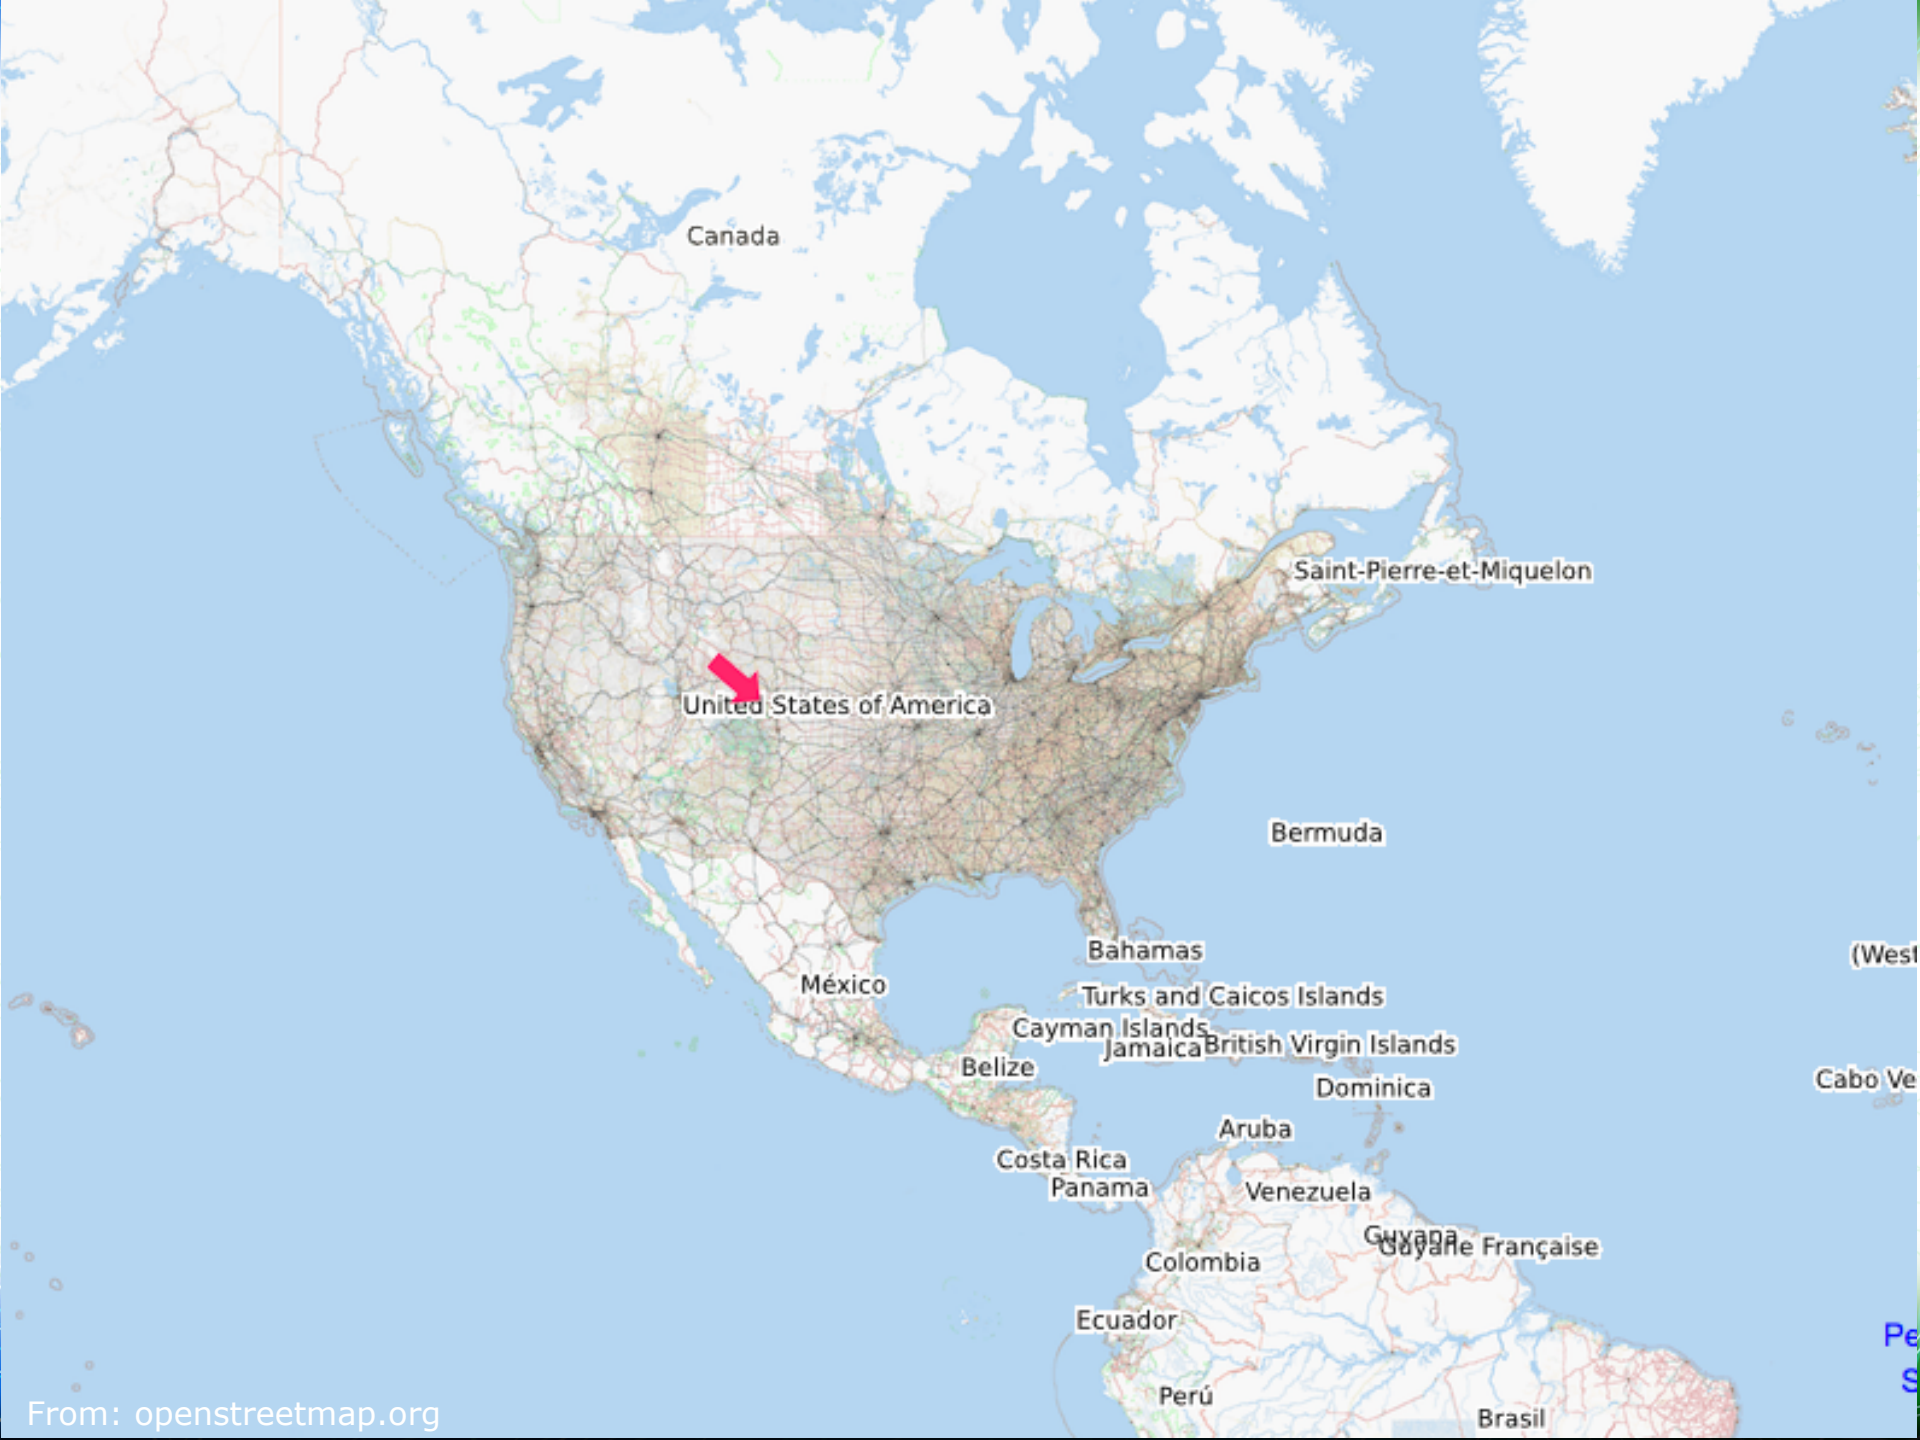 Canada
Saint-Pierre-et-Miquelon
United States of America
Bermuda
Bahamas
(West
México
Turks and Caicos Islands
Cayman Islands
British Virgin Islands
Jamaica
Belize
Cabo Ve
Dominica
Aruba
Costa Rica
Panama
Venezuela
Guyana
Guyane Française
Colombia
Ecuador
Pe
S
Perú
From: openstreetmap.org
Brasil